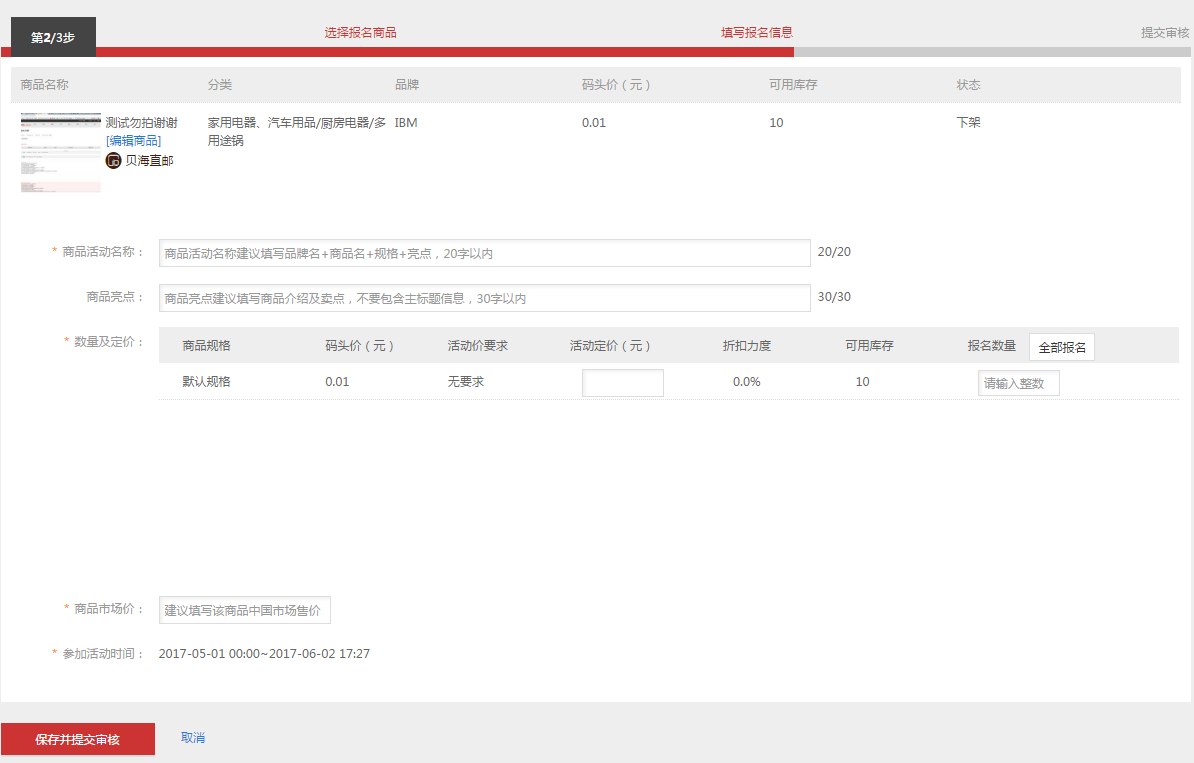 第2/3步
选择报名商品
填写报名信息
提交审核
商品名称 分类 品牌 码头价（元） 可用库存 状态
测试勿拍谢谢 家用电器、汽车用品/厨房电器/多 IBM 0.01 10 下架
[编辑商品] 用途锅
贝海直邮
* 商品活动名称： 商品活动名称建议填写品牌名+商品名+规格+亮点，20字以内 20/20
商品亮点： 商品亮点建议填写商品介绍及卖点，不要包含主标题信息，30字以内 30/30
* 数量及定价： 商品规格 码头价（元） 活动价要求 活动定价（元） 折扣力度 可用库存 报名数量 全部报名
默认规格 0.01 无要求 0.0% 10 请输入整数
* 商品市场价： 建议填写该商品中国市场售价
* 参加活动时间： 2017-05-01 00:00~2017-06-02 17:27
保存并提交审核 取消